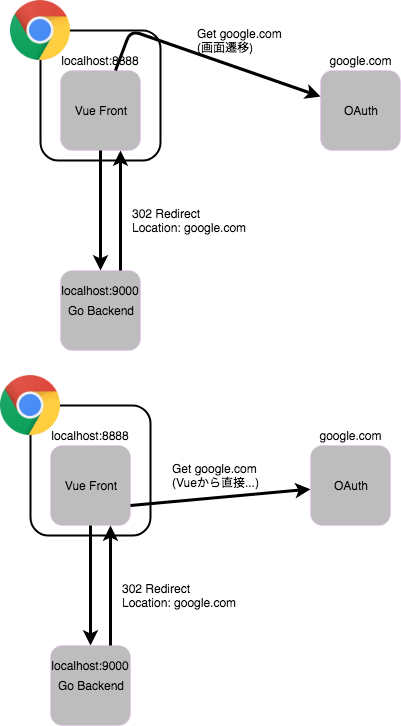 Get google.com
(画面遷移)
localhost:8888
google.com
Vue Front
OAuth
302 Redirect
Location: google.com
localhost:9000
Go Backend
localhost:8888
google.com
Get google.com
(Vueから直接...)
Vue Front
OAuth
302 Redirect
Location: google.com
localhost:9000
Go Backend